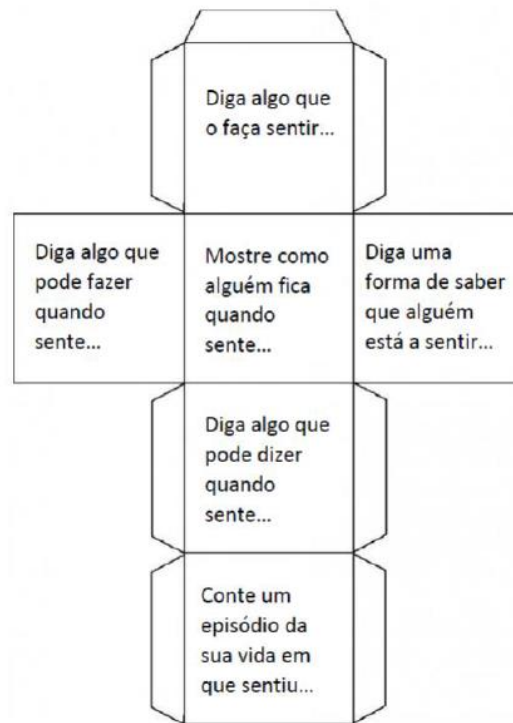 Diga algo que
o faça sentir...
Diga algo que
pode fazer
quando
sente...
Mostre como
alguém fica
quando
sente...
Diga uma
forma de saber
que alguém
está a sentir...
Diga algo que
pode dizer
quando
sente...
Conte um
episódio da
sua vida em
que sentiu...